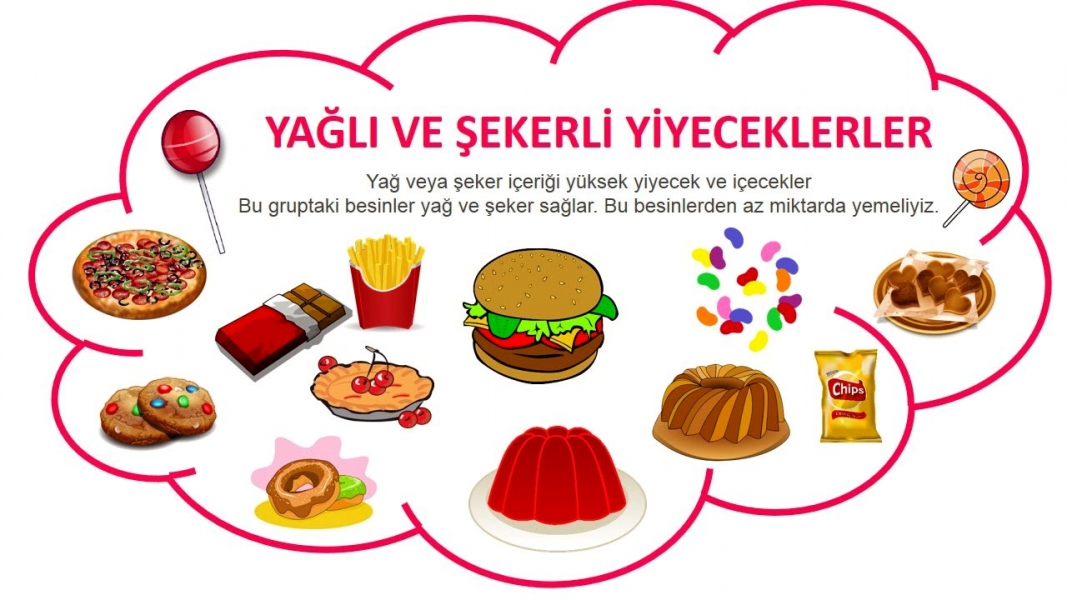 YAĞLI VE ŞEKERLİ YİYECEKLERLER
Yağ veya şeker içeriği yüksek yiyecek ve içecekler
Bu gruptaki besinler yağ ve şeker sağlar. Bu besinlerden az miktarda yemeliyiz.
Chips